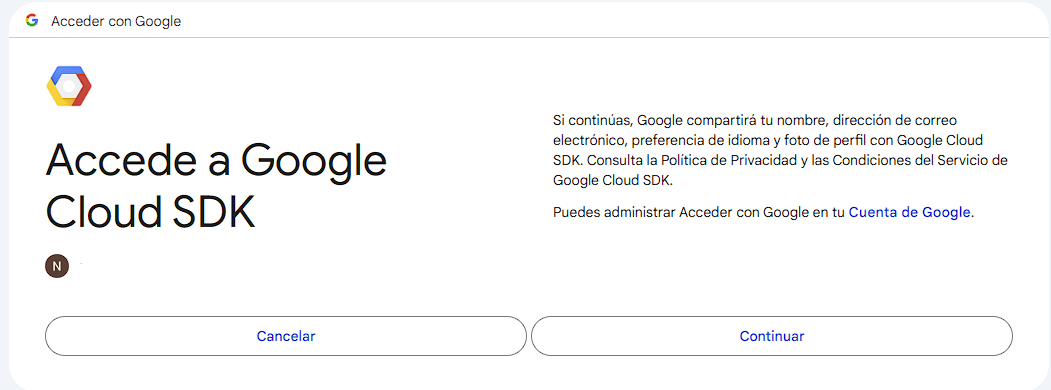 Acceder con Google
Accede a Google
Cloud SDK
N
Si continúas, Google compartirá tu nombre, dirección de correo
electrónico, preferencia de idioma y foto de perfil con Google Cloud
SDK. Consulta la Política de Privacidad y las Condiciones del Servicio de
Google Cloud SDK.
Puedes administrar Acceder con Google en tu Cuenta de Google.
Cancelar
Continuar